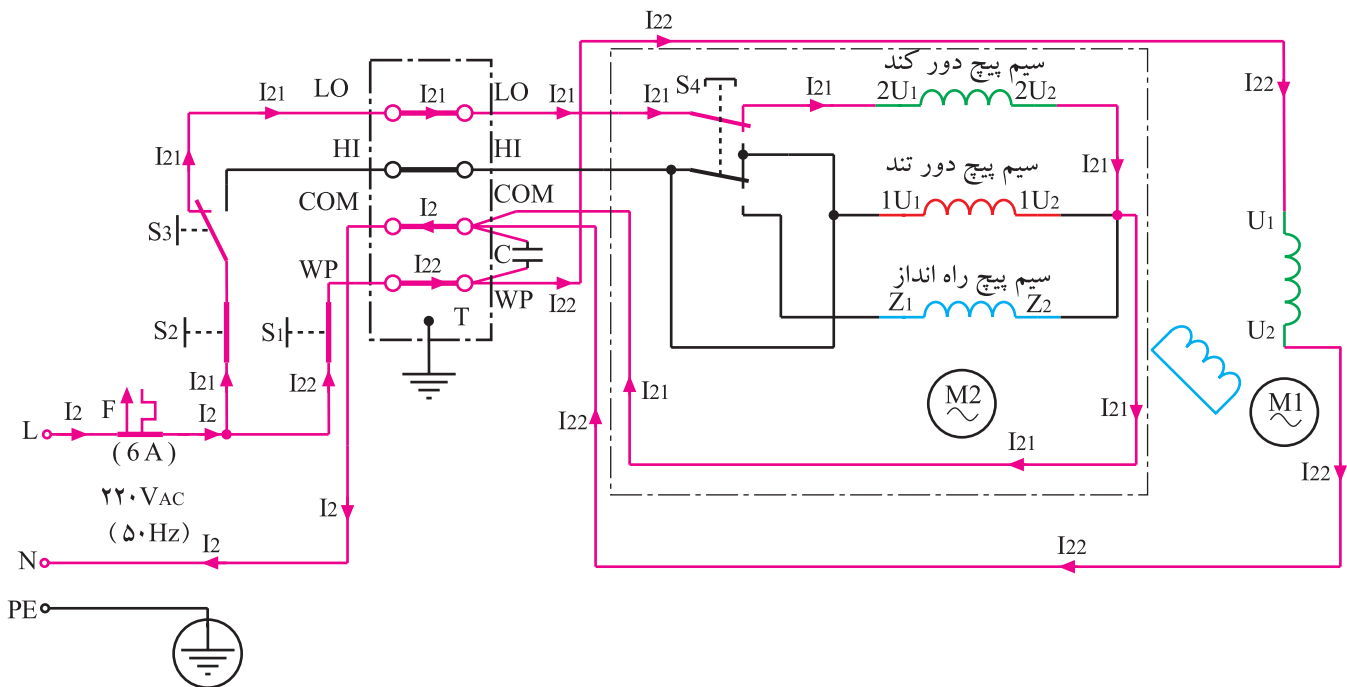 I22
I22
سیم پیچ دور کند
LO
I21
I21
LO
I21
I21
S4
I21
2U1
2U2
I22
I21
HI
HI
I21
سیم پیچ دور تند
COM
I2
COM
1U1
1U2
S3
U1
C
WP
I22
WP
I22
سیم پیچ راه انداز
Z1
Z2
T
S2
S1
U2
I21
I22
I21
M2
M1
I21
I22
L
I2
F
I2
(6A)
I21
I22
۲۲۰VAC
(۵۰Hz)
I2
I2
N
I22
PE